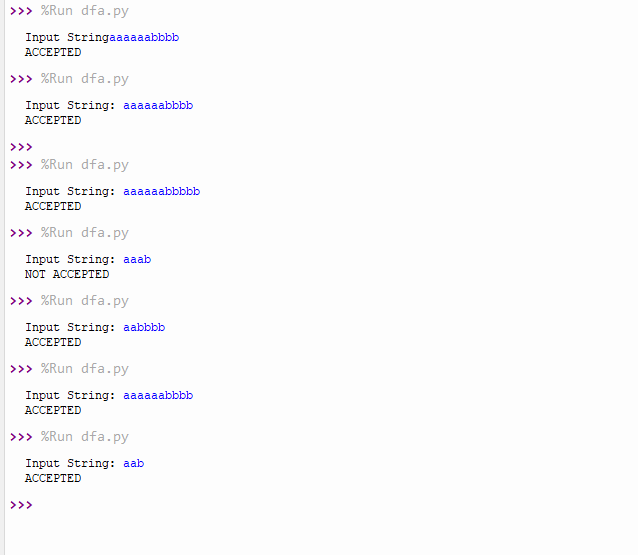 >>> %Run dfa.py
Input Stringaaaaaabbbb
ACCEPTED
>>> %Run dfa.py
Input String: aaaaaabbbb
ACCEPTED
>>>
>>> %Run dfa.py
Input String: aaaaaabbbbb
ACCEPTED
>>> %Run dfa.py
Input String: aaab
NOT ACCEPTED
>>> %Run dfa.py
Input String: aabbbb
ACCEPTED
>>> %Run dfa.py
Input String: aaaaaabbbb
ACCEPTED
>>> %Run dfa.py
Input String: aab
ACCEPTED
>>>